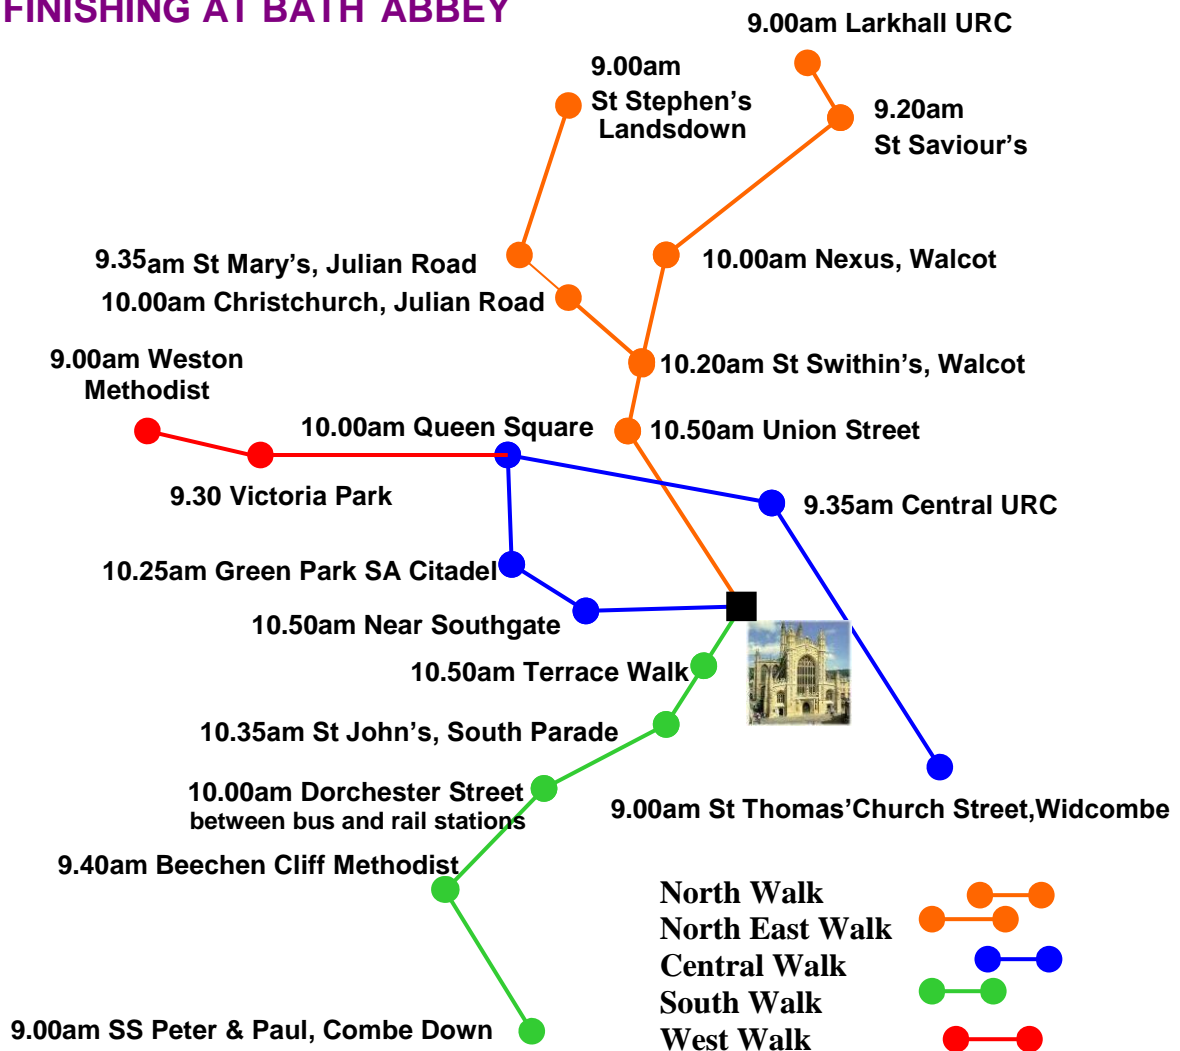 FINISHING AT BATH ABBEY
9.00am Larkhall URC
9.00am
St Stephen’s
Landsdown
9.20am
St Saviour’s
9.35am St Mary’s, Julian Road
10.00am Nexus, Walcot
10.00am Christchurch, Julian Road
9.00am Weston
Methodist
10.20am St Swithin’s, Walcot
10.00am Queen Square
10.50am Union Street
9.30 Victoria Park
9.35am Central URC
10.25am Green Park SA Citadel
10.50am Near Southgate
10.50am Terrace Walk
10.35am St John’s, South Parade
10.00am Dorchester Street
between bus and rail stations
9.00am St Thomas’Church Street,Widcombe
9.40am Beechen Cliff Methodist
North Walk
North East Walk
Central Walk
South Walk
West Walk
9.00am SS Peter & Paul, Combe Down